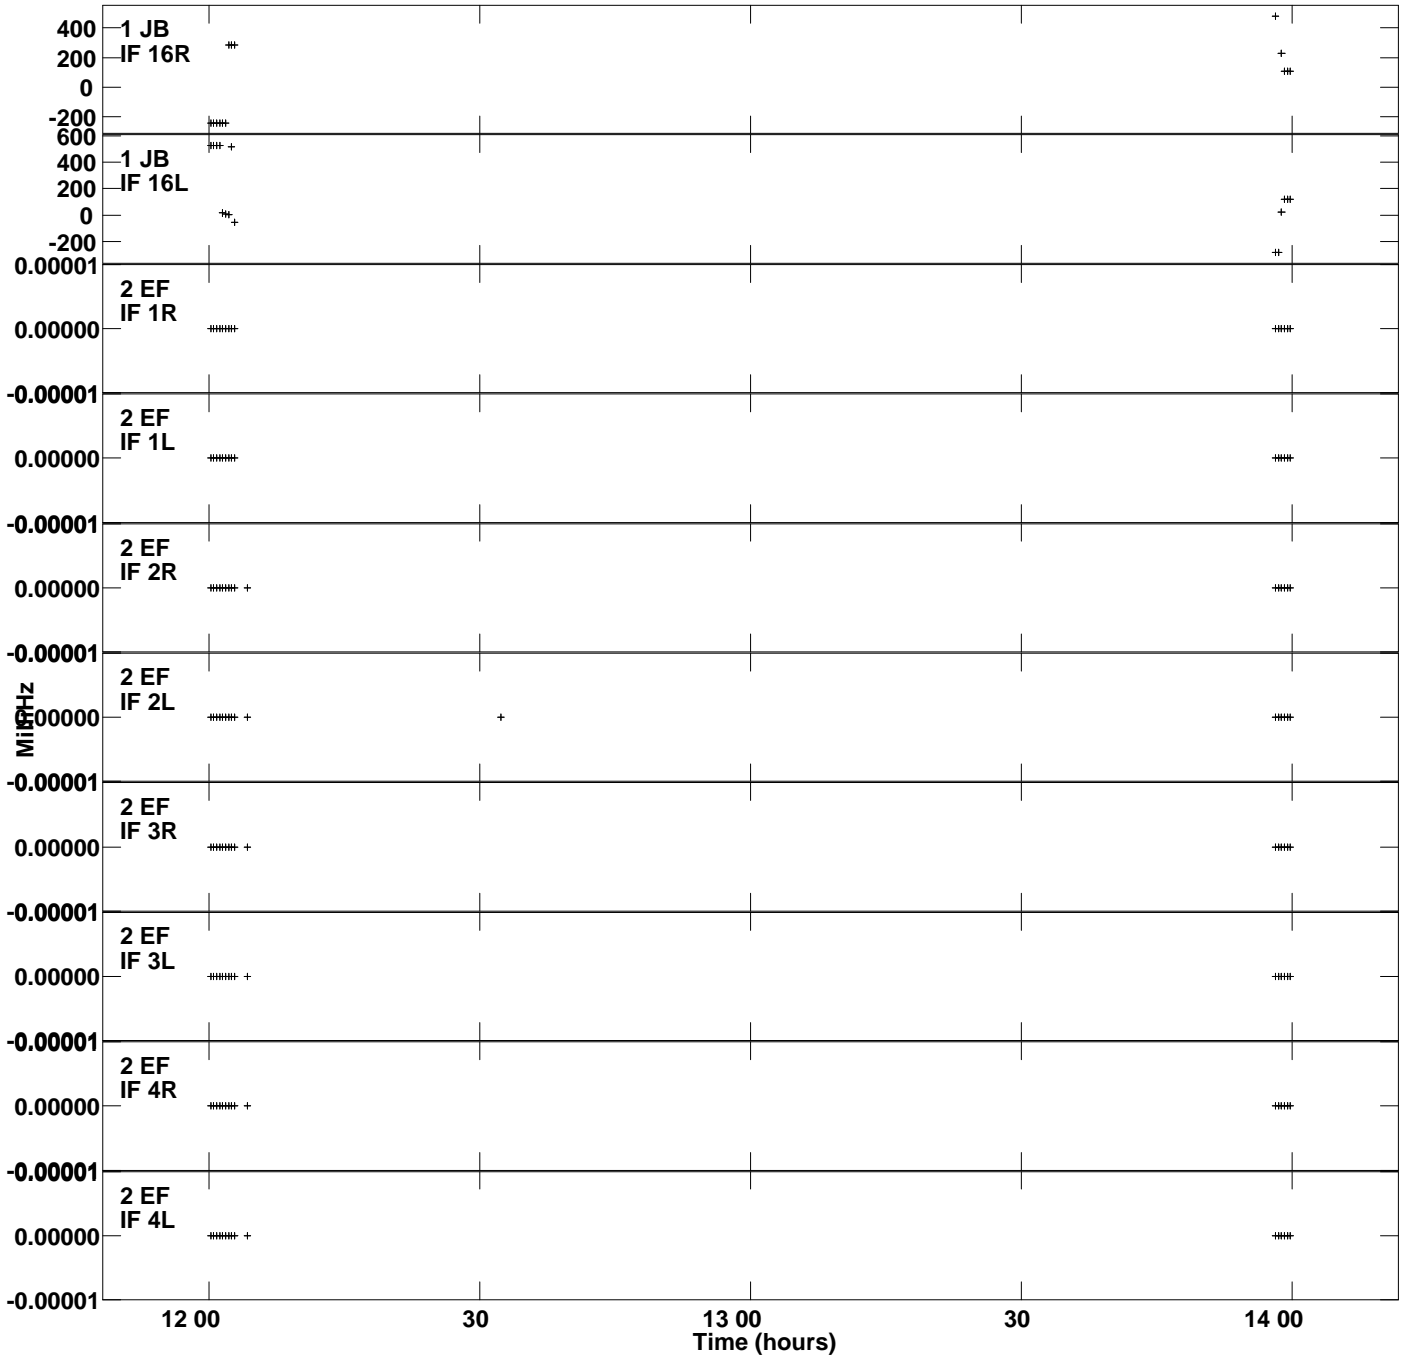 400
1 JB
IF 16R
200
0
-200
600
1 JB
400
IF 16L
200
0
-200
0.00001
2 EF
IF 1R
0.00000
-0.00001
2 EF
IF 1L
0.00000
-0.00001
2 EF
IF 2R
0.00000
-0.00001
2 EF
IF 2L
0.00000
MilliHz
-0.00001
2 EF
IF 3R
0.00000
-0.00001
2 EF
IF 3L
0.00000
-0.00001
2 EF
IF 4R
0.00000
-0.00001
2 EF
IF 4L
0.00000
-0.00001
12 00 30 13 00 30 14 00
Time (hours)